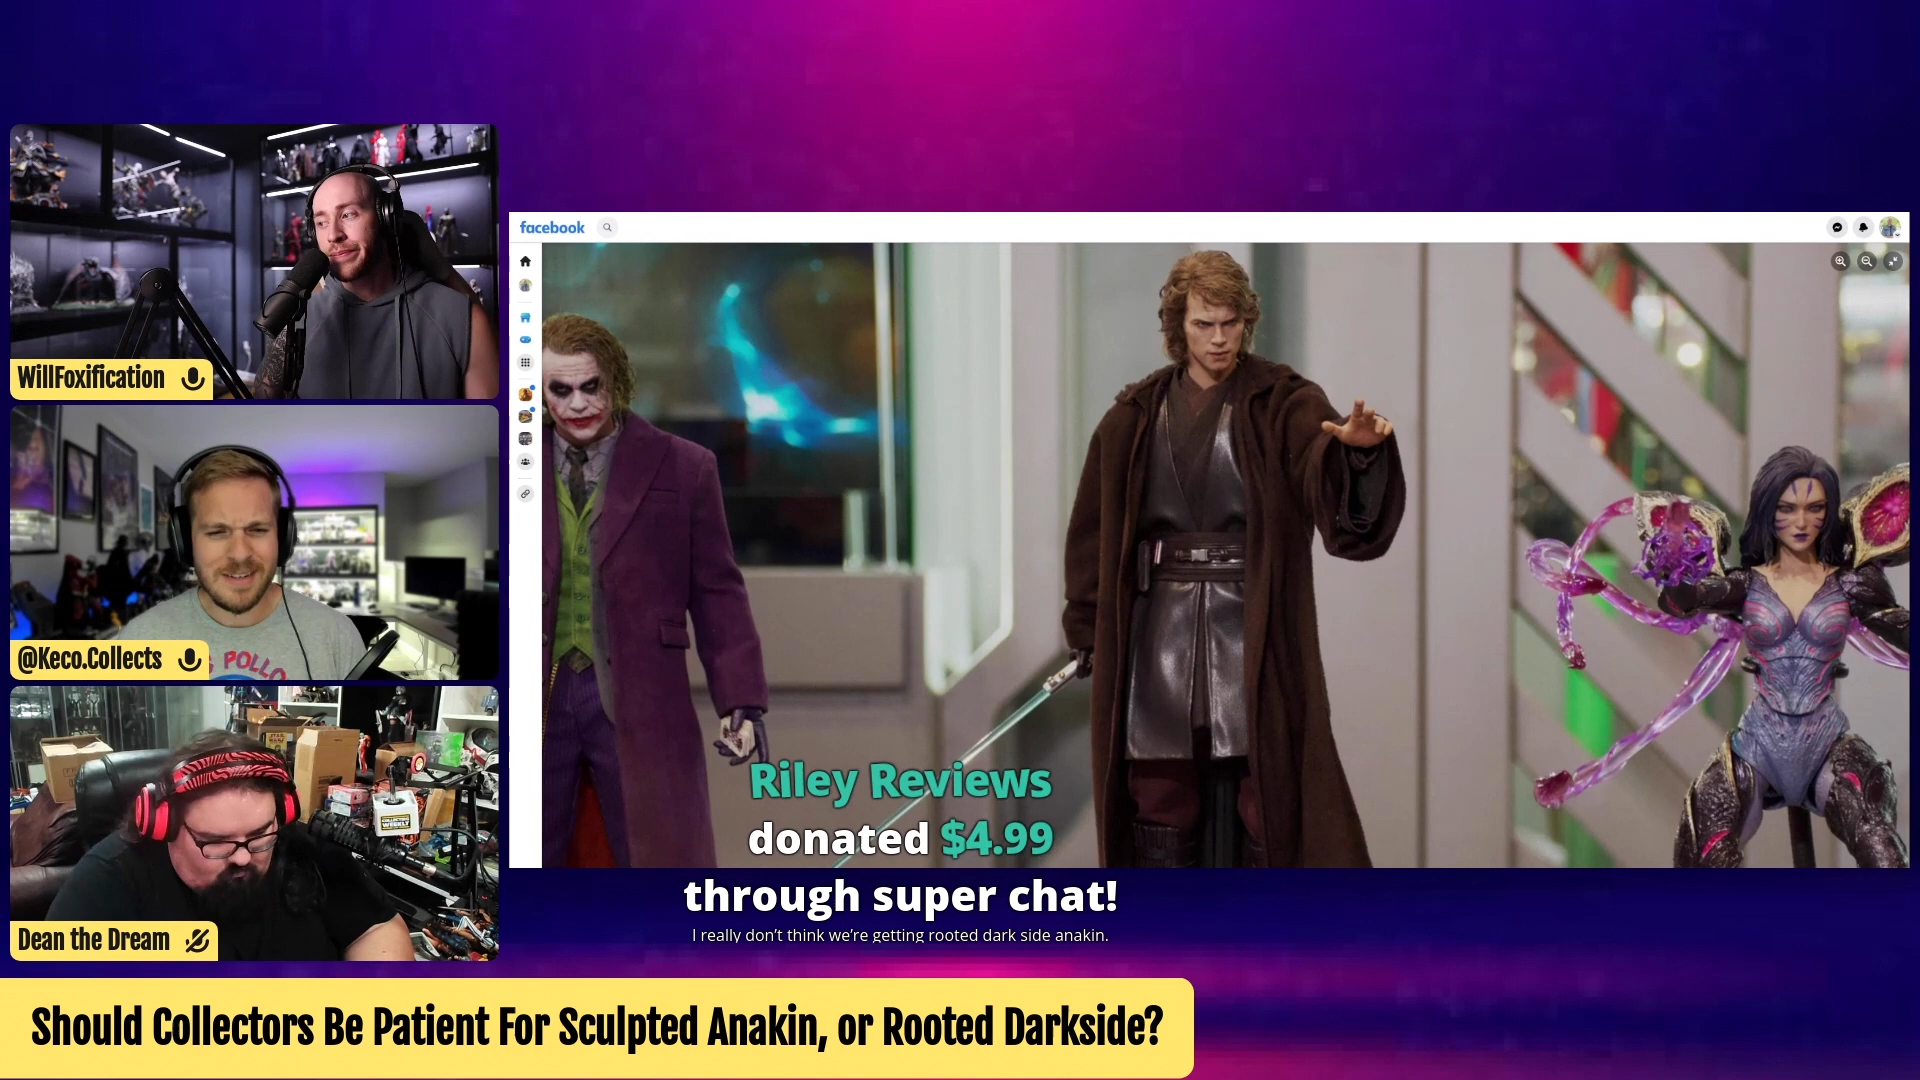 facebook
WillFoxification
@Keco.Collects
POLLO
Dean the Dream
Riley Reviews
donated $4.99
through super chat!
I really don't think we're getting rooted dark side anakin.
Should Collectors Be Patient For Sculpted Anakin, or Rooted Darkside?